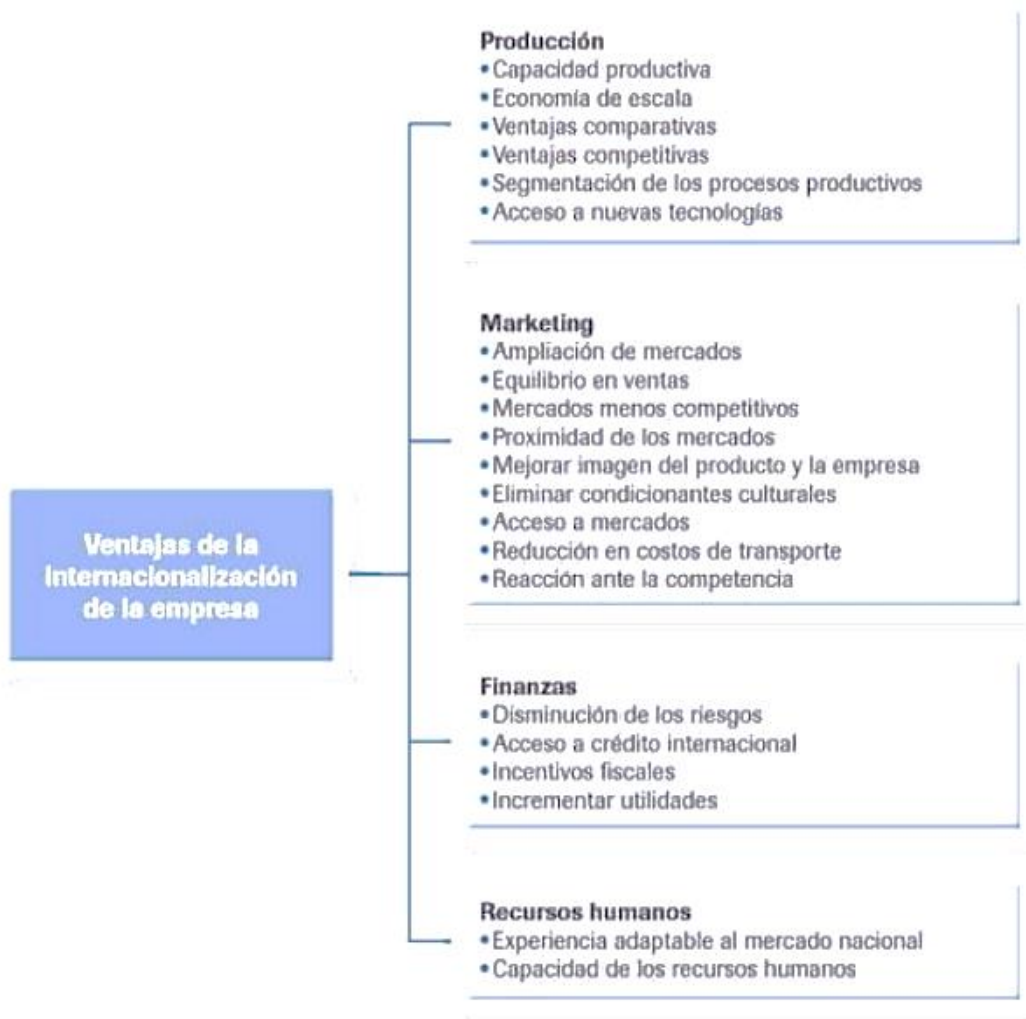 Producción
• Capacidad productiva
• Economía de escala
• Ventajas comparativas
• Ventajas competitivas
• Segmentación de los procesos productivos
• Acceso a nuevas tecnologías
Marketing
• Ampliación de mercados
• Equilibrio en ventas
• Mercados menos competitivos
• Proximidad de los mercados
• Mejorar imagen del producto y la empresa
• Eliminar condicionantes culturales
• Acceso a mercados
• Reducción en costos de transporte
• Reacción ante la competencia
Ventajas de la
internacionalización
de la empresa
Finanzas
• Disminución de los riesgos
• Acceso a crédito internacional
• Incentivos fiscales
• Incrementar utilidades
Recursos humanos
• Experiencia adaptable al mercado nacional
• Capacidad de los recursos humanos